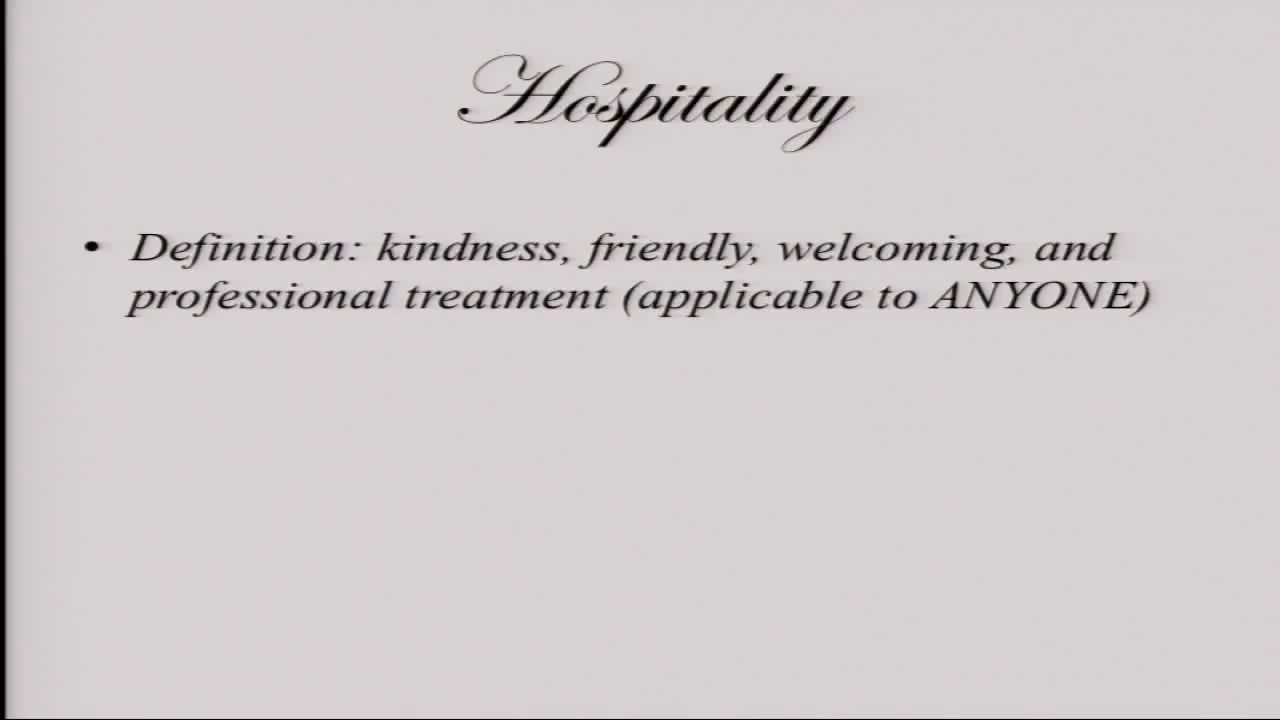 Hospitality
• Definition: kindness, friendly, welcoming, and
professional treatment (applicable to ANYONE)